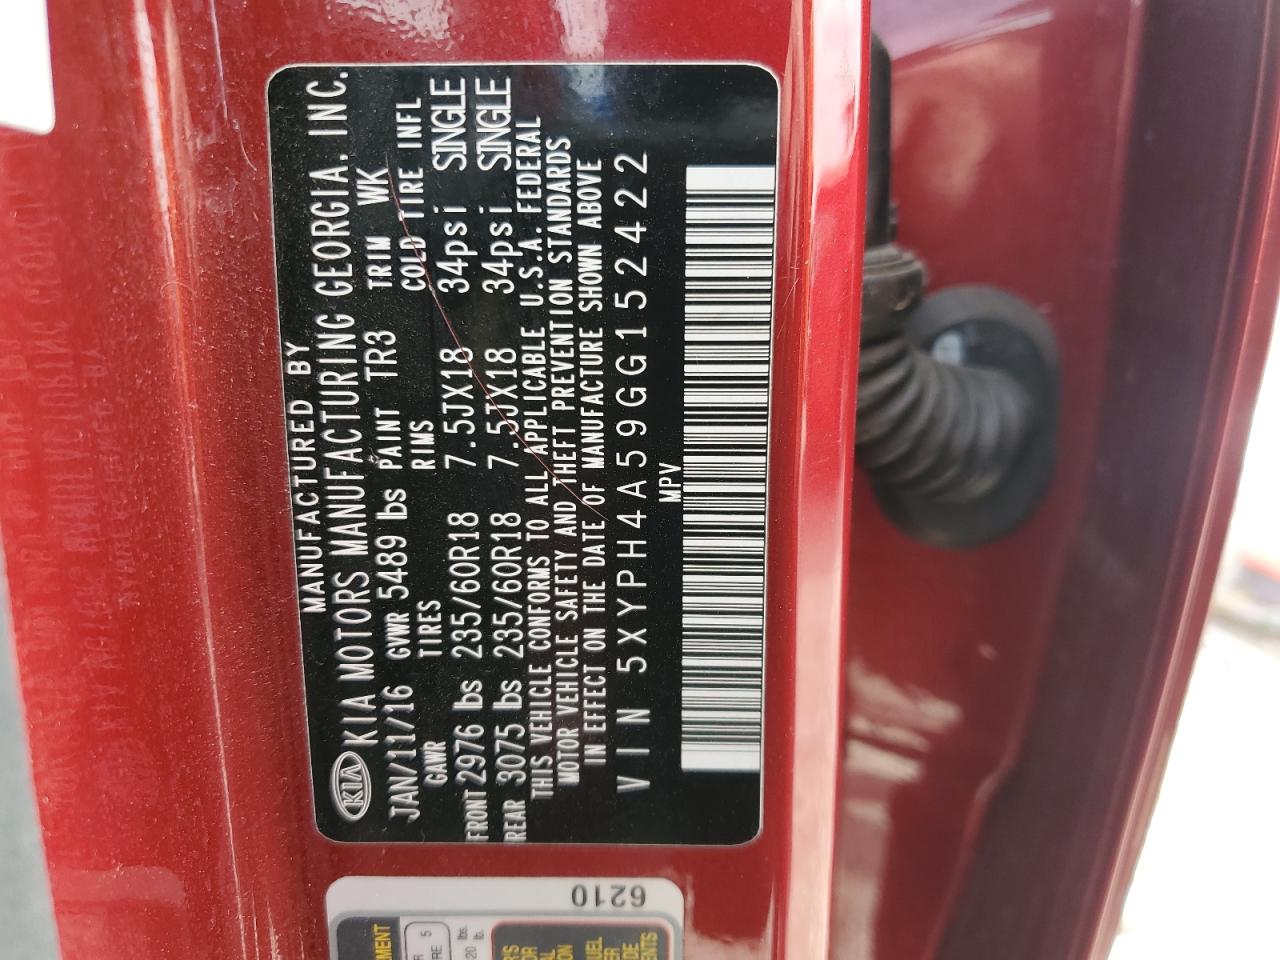 MANUFACTURED BY
KIA KIA MOTORS MANUFACTURING GEORGIA. INC.
JAN/11/16 GVWR 5489 lbs PAINT TR3 TRIM WK
GAWR TIRES RIMS COLD TIRE INFL
FRONT 2976 lbs 235/60R18 7.5JX18 34psi SINGLE
REAR 3075 lbs 235/60R18 7.5JX18 34psi SINGLE
THIS VEHICLE CONFORMS TO ALL APPLICABLE U.S.A. FEDERAL
MOTOR VEHICLE SAFETY AND THEFT PREVENTION STANDARDS
IN EFFECT ON THE DATE OF MANUFACTURE SHOWN ABOVE
VIN 5XYPH4A59GG152422
MPV
6210